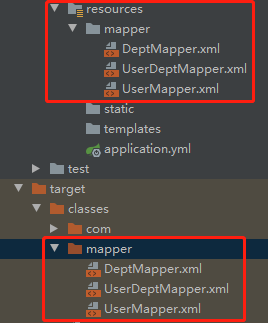 resources
mapper
DeptMapper.xml
UserDeptMapper.xml
UserMapper.xml
static
templates
application.yml
test
target
classes
com
mapper
DeptMapper.xml
UserDeptMapper.xml
UserMapper.xml